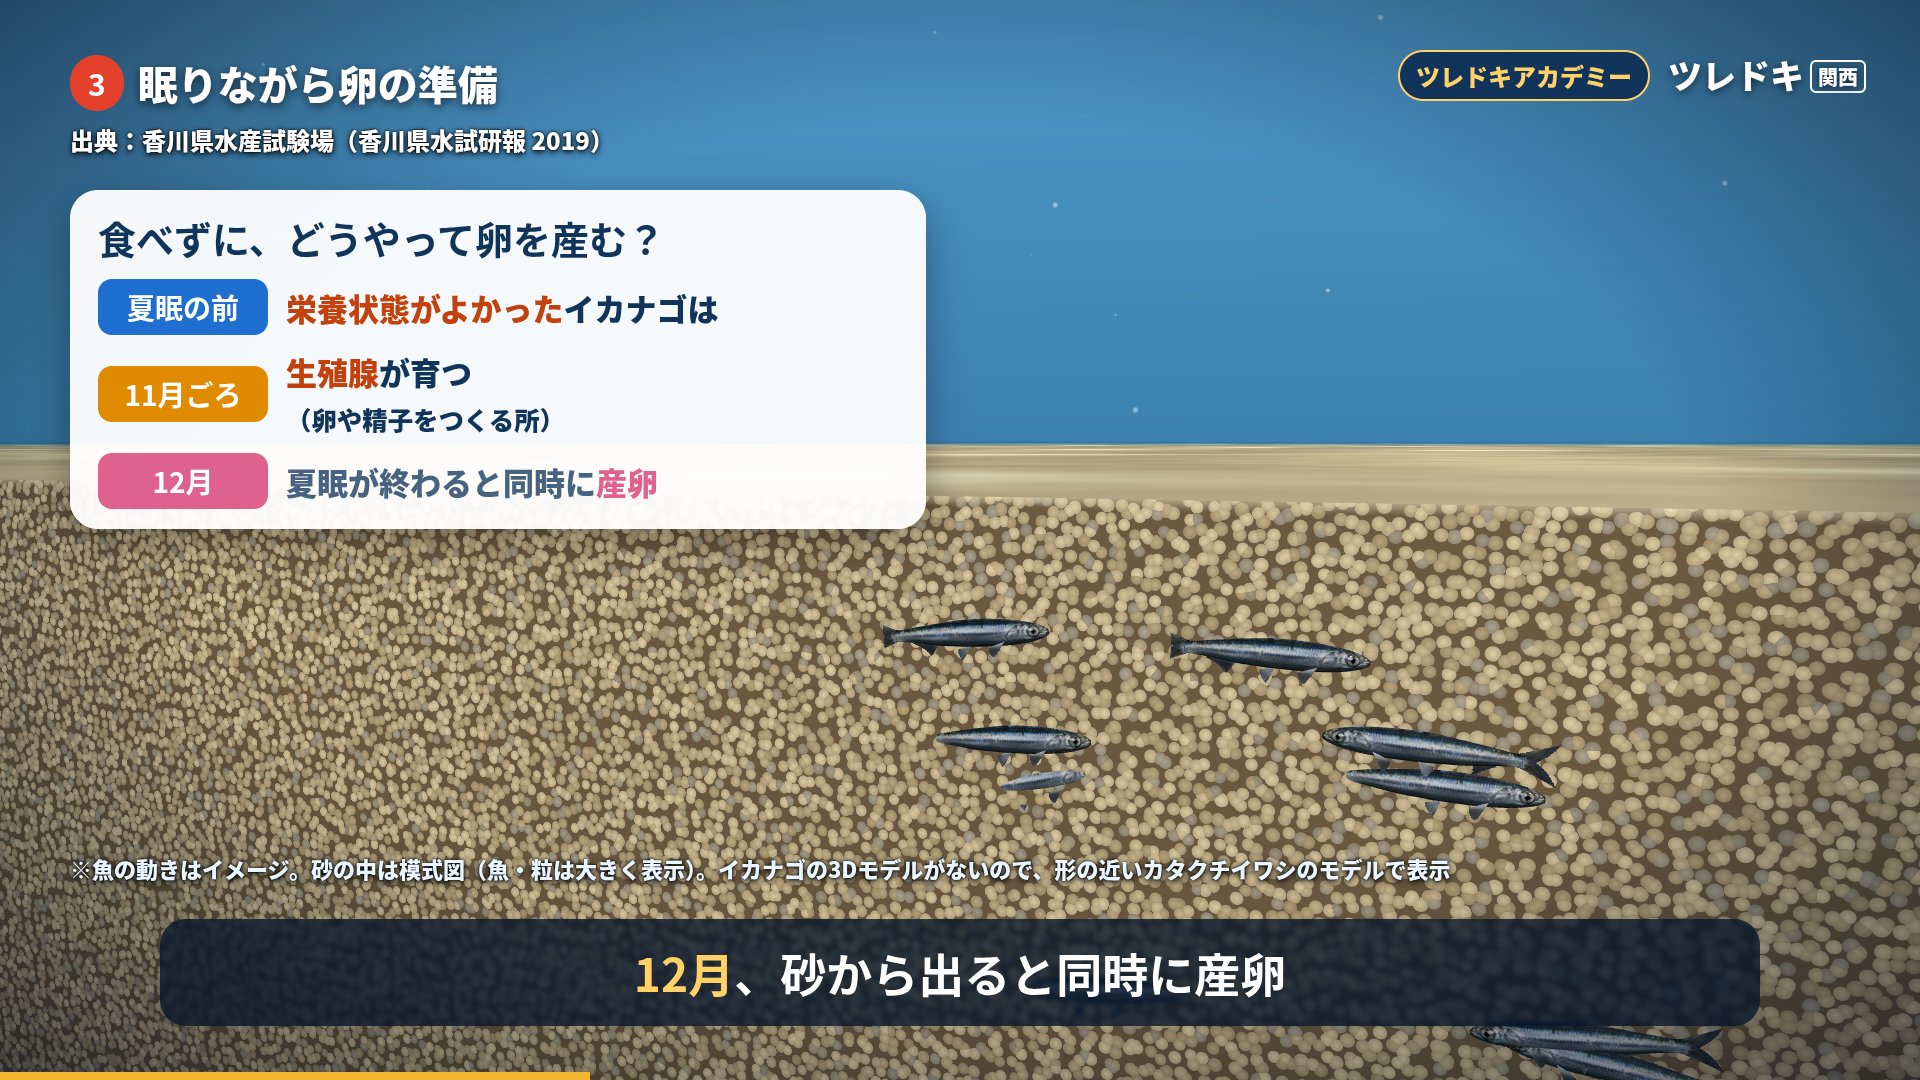 3 眠りながら卵の準備
ツレドキアカデミー ツレドキ 関西
出典：香川県水産試験場（香川県水試研報 2019）
食べずに、どうやって卵を産む？
夏眠の前 栄養状態がよかったイカナゴは
11月ごろ 生殖腺が育つ
（卵や精子をつくる所）
12月 夏眠が終わると同時に産卵
※魚の動きはイメージ。砂の中は模式図（魚・粒は大きく表示）。イカナゴの3Dモデルがないので、形の近いカタクチイワシのモデルで表示
12月、砂から出ると同時に産卵